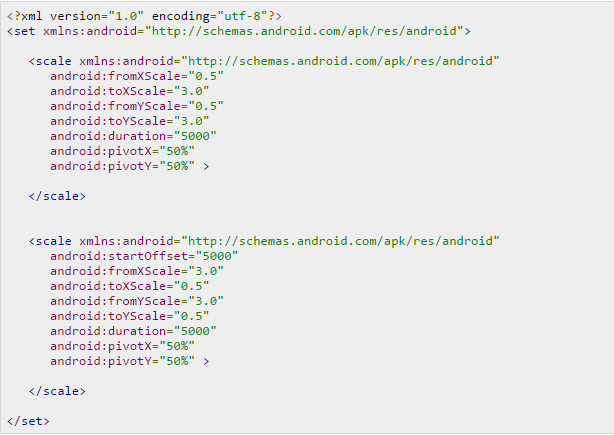 <?xml version="1.0" encoding="utf-8"?>
<set xmlns:android="http://schemas.android.com/apk/res/android">
<scale xmlns:android="http://schemas.android.com/apk/res/android"
android:fromXScale="0.5"
android:toXScale="3.0"
android:fromYScale="0.5"
android:toYScale="3.0"
android:duration="5000"
android:pivotX="50%"
android:pivotY="50%" >
</scale>
<scale xmlns:android="http://schemas.android.com/apk/res/android"
android:startOffset="5000"
android:fromXScale="3.0"
android:toXScale="0.5"
android:fromYScale="3.0"
android:toYScale="0.5"
android:duration="5000"
android:pivotX="50%"
android:pivotY="50%" >
</scale>
</set>